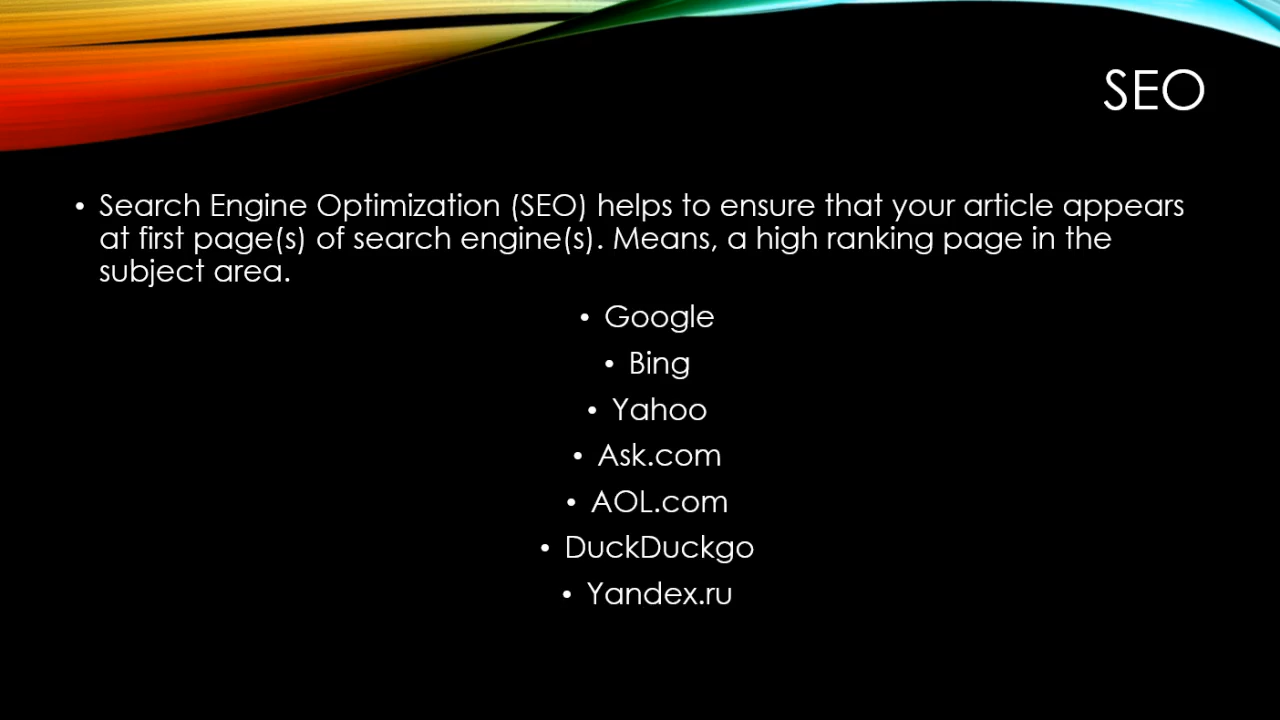 SEO
• Search Engine Optimization (SEO) helps to ensure that your article appears
at first page(s) of search engine(s). Means, a high ranking page in the
subject area.
• Google
• Bing
• Yahoo
• Ask.com
• AOL.com
• DuckDuckgo
• Yandex.ru